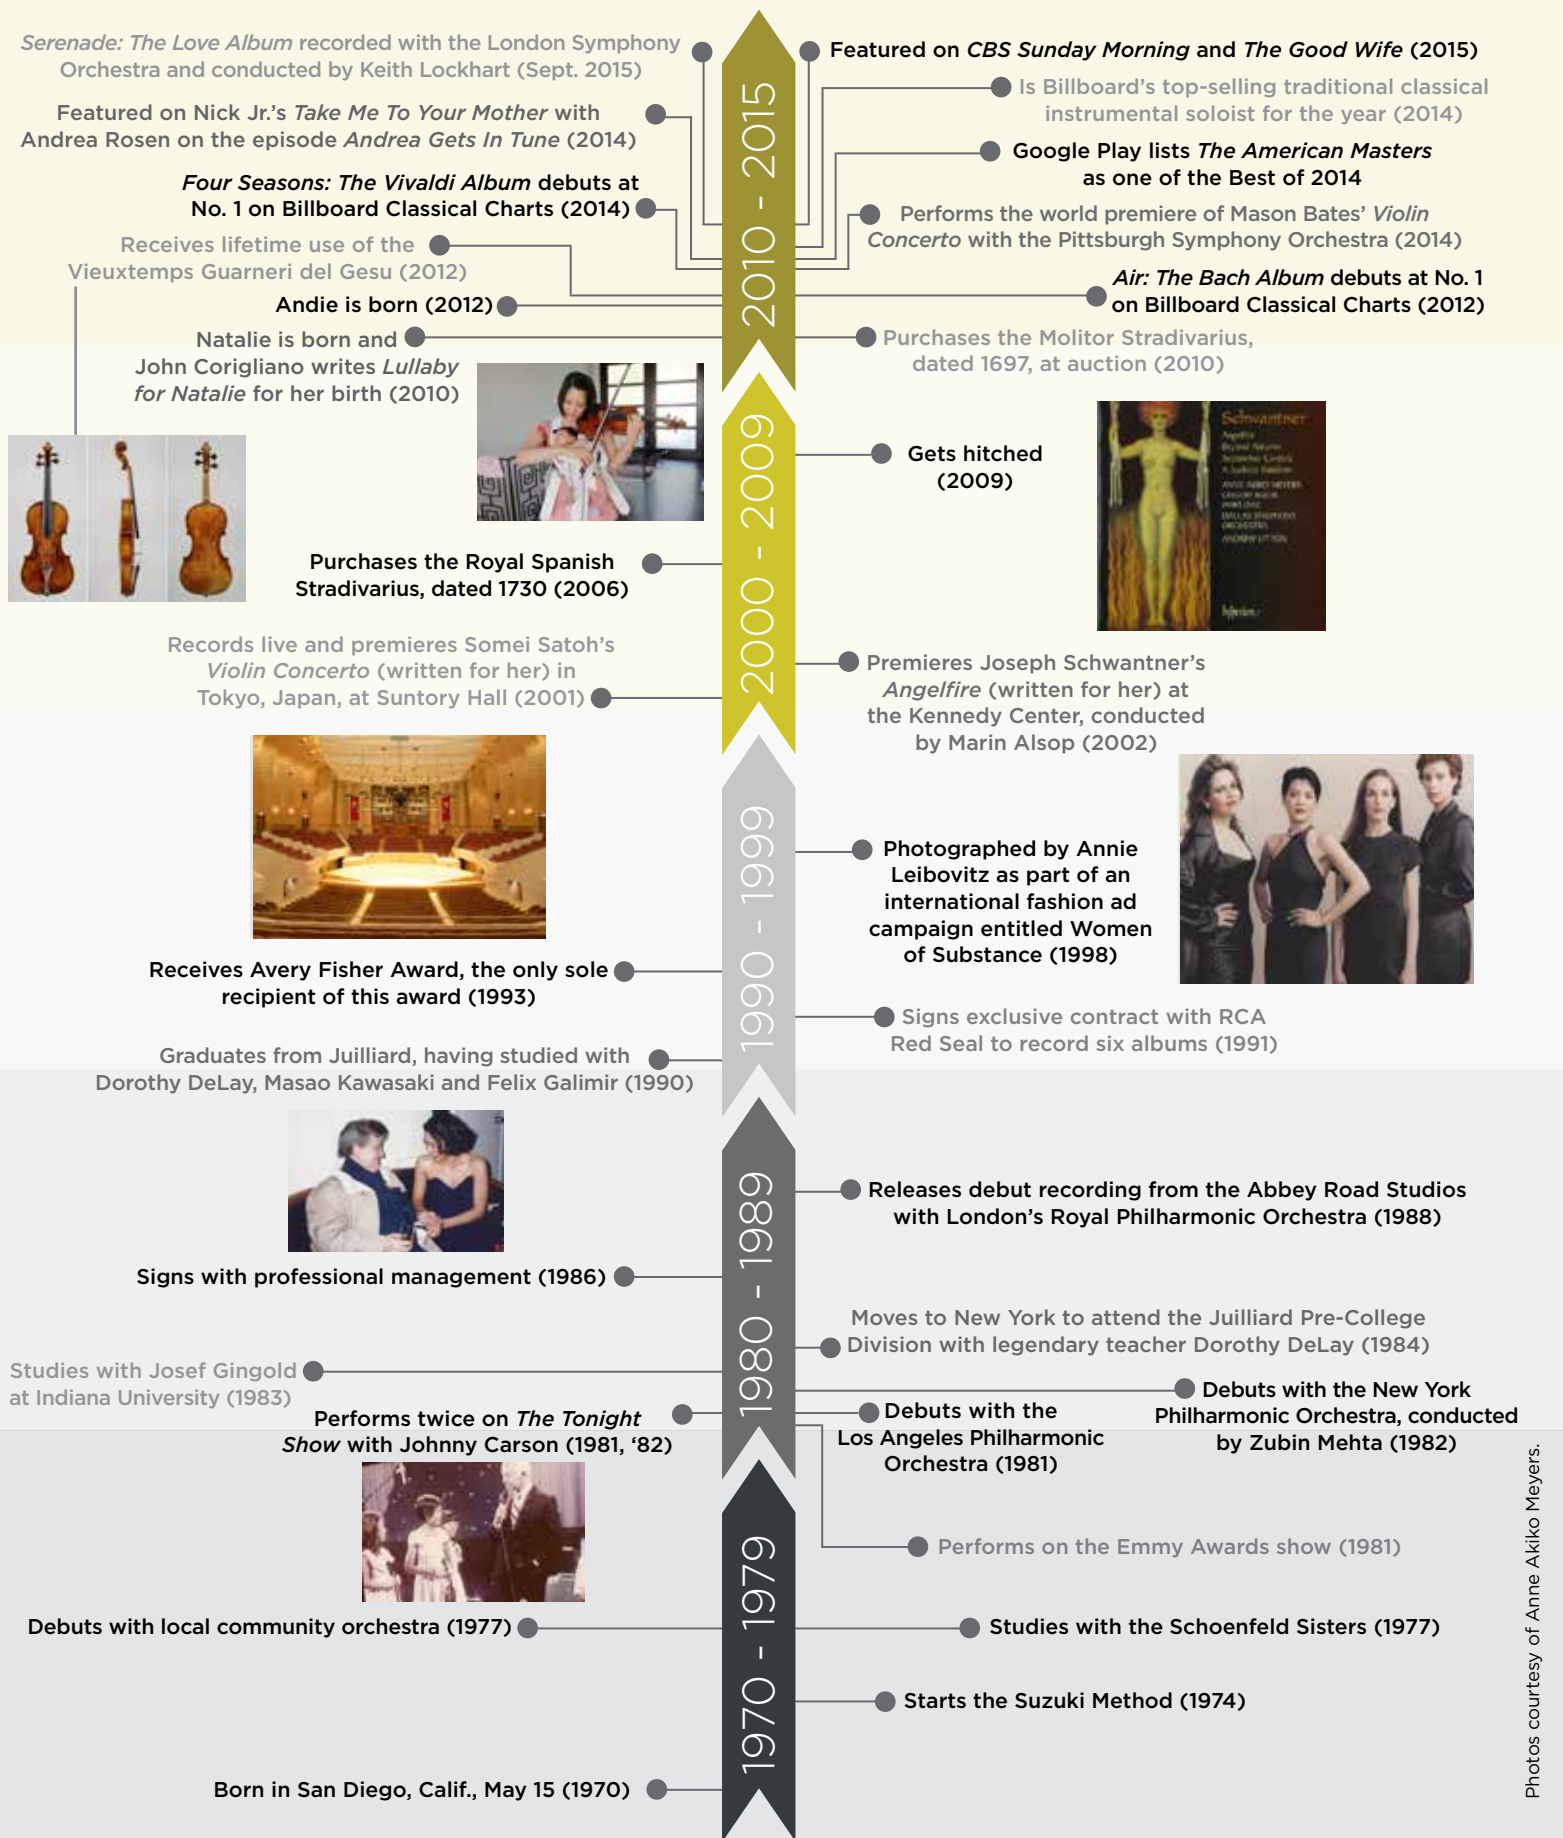 Serenade: The Love Album recorded with the London Symphony
Orchestra and conducted by Keith Lockhart (Sept. 2015)
Featured on CBS Sunday Morning and The Good Wife (2015)
Is Billboard's top-selling traditional classical
instrumental soloist for the year (2014)
Featured on Nick Jr.'s Take Me To Your Mother with
Andrea Rosen on the episode Andrea Gets In Tune (2014)
Google Play lists The American Masters
as one of the Best of 2014
Four Seasons: The Vivaldi Album debuts at
No. 1 on Billboard Classical Charts (2014)
Performs the world premiere of Mason Bates' Violin
Concerto with the Pittsburgh Symphony Orchestra (2014)
Receives lifetime use of the
Vieuxtemps Guarneri del Gesu (2012)
Air: The Bach Album debuts at No. 1
on Billboard Classical Charts (2012)
Andie is born (2012)
2010 - 2015
Natalie is born and
John Corigliano writes Lullaby
for Natalie for her birth (2010)
Purchases the Molitor Stradivarius,
dated 1697, at auction (2010)
Gets hitched
(2009)
Schwantner
2000 - 2009
Purchases the Royal Spanish
Stradivarius, dated 1730 (2006)
Records live and premieres Somei Satoh's
Violin Concerto (written for her) in
Tokyo, Japan, at Suntory Hall (2001)
Premieres Joseph Schwantner's
Angelfire (written for her) at
the Kennedy Center, conducted
by Marin Alsop (2002)
1990 - 1999
Photographed by Annie
Leibovitz as part of an
international fashion ad
campaign entitled Women
of Substance (1998)
Receives Avery Fisher Award, the only sole
recipient of this award (1993)
Signs exclusive contract with RCA
Red Seal to record six albums (1991)
Graduates from Juilliard, having studied with
Dorothy DeLay, Masao Kawasaki and Felix Galimir (1990)
1980 - 1989
Releases debut recording from the Abbey Road Studios
with London's Royal Philharmonic Orchestra (1988)
Signs with professional management (1986)
Moves to New York to attend the Juilliard Pre-College
Division with legendary teacher Dorothy DeLay (1984)
Studies with Josef Gingold
at Indiana University (1983)
Debuts with the New York
Philharmonic Orchestra, conducted
by Zubin Mehta (1982)
Performs twice on The Tonight
Show with Johnny Carson (1981, ‘82)
Debuts with the
Los Angeles Philharmonic
Orchestra (1981)
Performs on the Emmy Awards show (1981)
1970 - 1979
Debuts with local community orchestra (1977)
Studies with the Schoenfeld Sisters (1977)
Starts the Suzuki Method (1974)
Born in San Diego, Calif., May 15 (1970)
Photos courtesy of Anne Akiko Meyers.